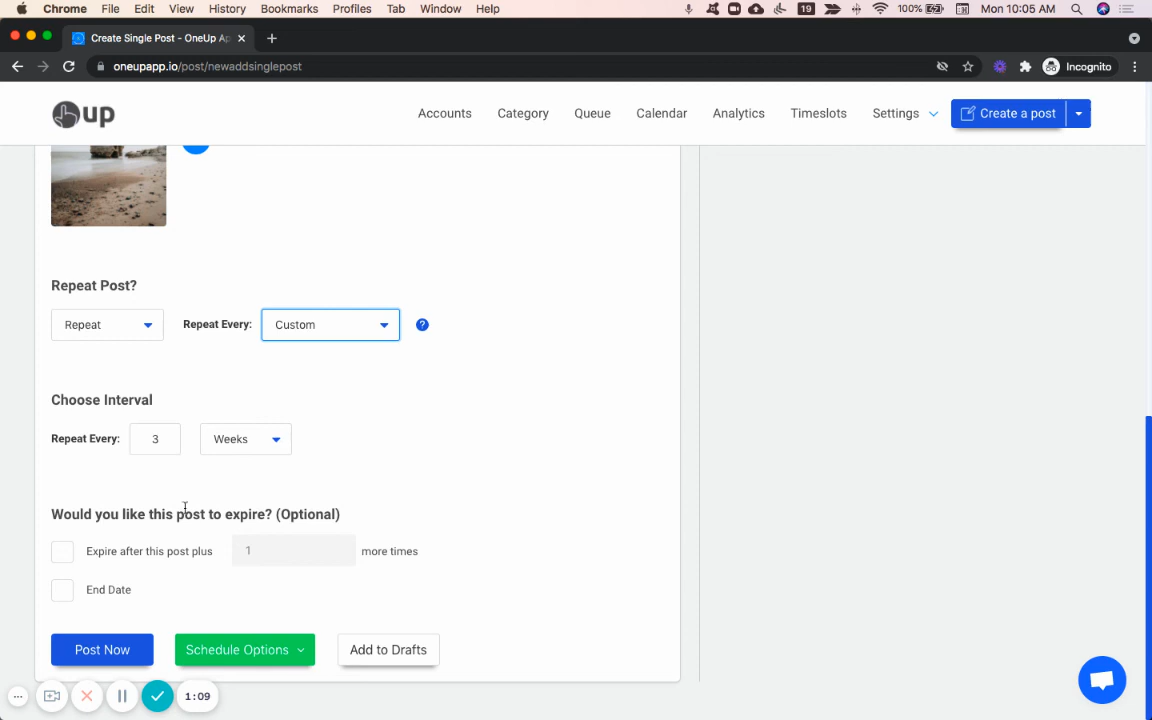 Chrome File Edit View History Bookmarks Profiles Tab Window Help 19 100% Mon 10:05 AM
Create Single Post - OneUp Ap
oneupapp.io/post/newaddsinglepost Incognito
up Accounts Category Queue Calendar Analytics Timeslots Settings Create a post
Repeat Post?
Repeat Repeat Every: Custom ?
Choose Interval
Repeat Every: 3 Weeks
Would you like this post to expire? (Optional)
Expire after this post plus 1 more times
End Date
Post Now Schedule Options Add to Drafts
1:09